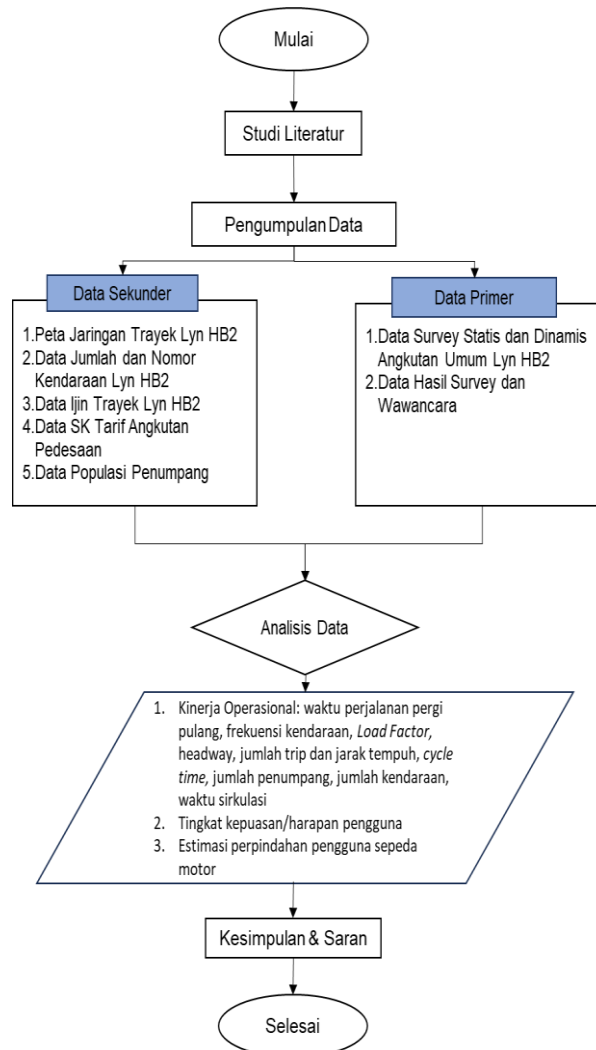 Mulai
Studi Literatur
Pengumpulan Data
Data Sekunder
1.Peta Jaringan Trayek Lyn HB2
2.Data Jumlah dan Nomor
Kendaraan Lyn HB2
3.Data Ijin Trayek Lyn HB2
4.Data SK Tarif Angkutan
Pedesaan
5.Data Populasi Penumpang
Data Primer
1.Data Survey Statis dan Dinamis
Angkutan Umum Lyn HB2
2.Data Hasil Survey dan
Wawancara
Analisis Data
1. Kinerja Operasional: waktu perjalanan pergi
pulang, frekuensi kendaraan, Load Factor,
headway, jumlah trip dan jarak tempuh, cycle
time, jumlah penumpang, jumlah kendaraan,
waktu sirkulasi
2. Tingkat kepuasan/harapan pengguna
3. Estimasi perpindahan pengguna sepeda
motor
Kesimpulan & Saran
Selesai